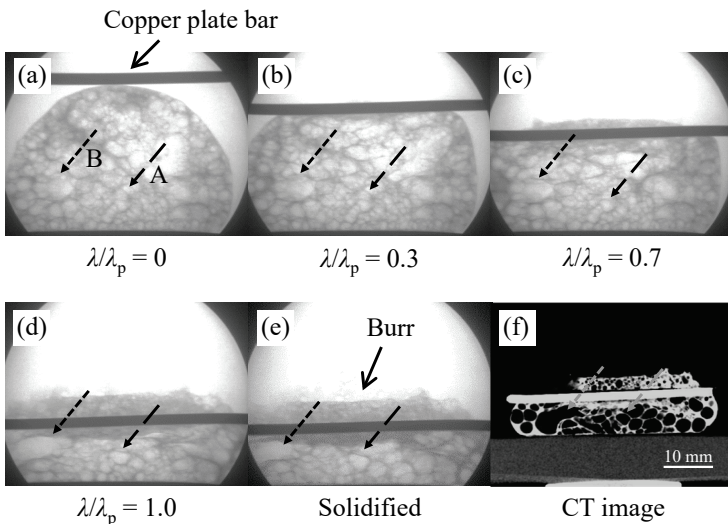 Copper plate bar
(a)
(b)
(c)
B
A
λ/λp = 0
λ/λp = 0.3
λ/λp = 0.7
(d)
(e)
(f)
Burr
10 mm
λ/λp = 1.0
Solidified
CT image